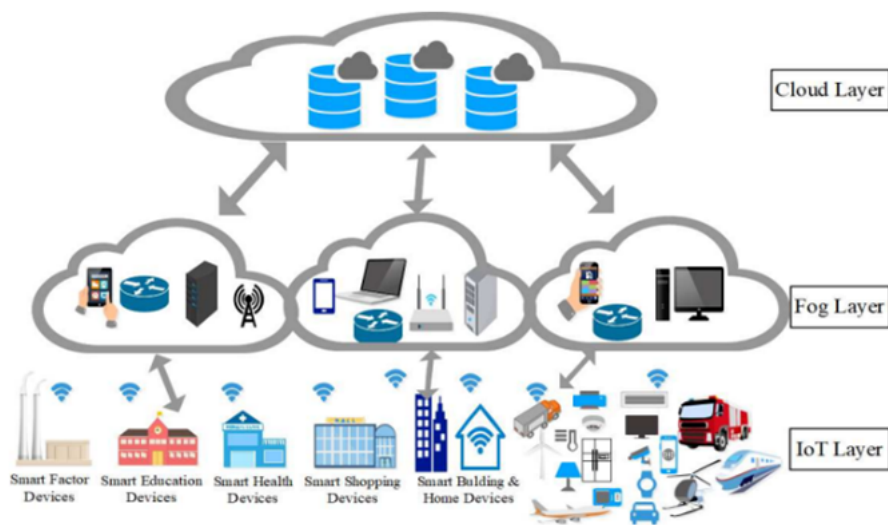 Cloud Layer
Fog Layer
IoT Layer
Smart Factor
Devices
Smart Education
Devices
Smart Health
Devices
Smart Shopping
Devices
Smart Bulding &
Home Devices